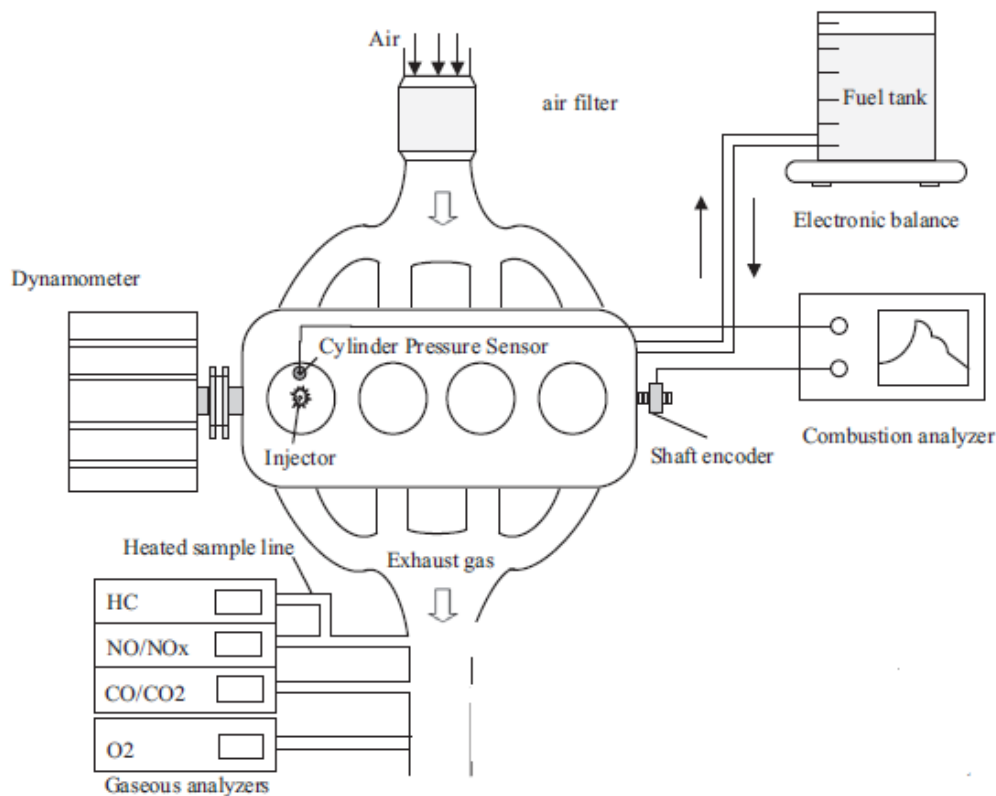 Air
air filter
Fuel tank
Electronic balance
Dynamometer
Cylinder Pressure Sensor
Injector
Shaft encoder
Combustion analyzer
Heated sample line
Exhaust gas
HC
NO/NOx
CO/CO2
O2
Gaseous analyzers